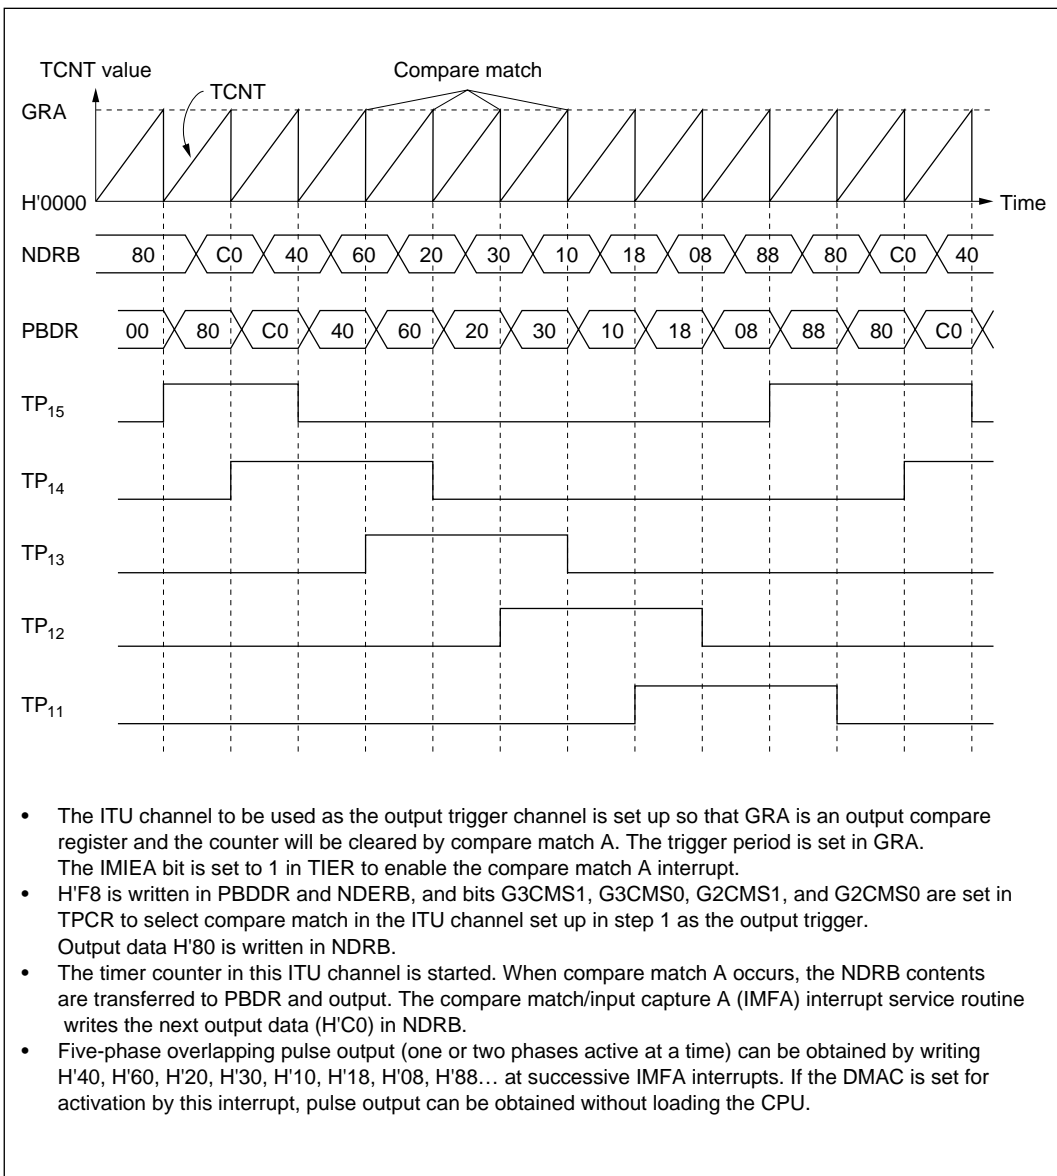 TCNT value
Compare match
TCNT
GRA
H'0000
Time
NDRB 80 C0 40 60 20 30 10 18 08 88 80 C0 40
PBDR 00 80 C0 40 60 20 30 10 18 08 88 80 C0
TP15
TP14
TP13
TP12
TP11
• The ITU channel to be used as the output trigger channel is set up so that GRA is an output compare
register and the counter will be cleared by compare match A. The trigger period is set in GRA.
The IMIEA bit is set to 1 in TIER to enable the compare match A interrupt.
• H'F8 is written in PBDDR and NDERB, and bits G3CMS1, G3CMS0, G2CMS1, and G2CMS0 are set in
TPCR to select compare match in the ITU channel set up in step 1 as the output trigger.
Output data H'80 is written in NDRB.
• The timer counter in this ITU channel is started. When compare match A occurs, the NDRB contents
are transferred to PBDR and output. The compare match/input capture A (IMFA) interrupt service routine
writes the next output data (H'C0) in NDRB.
• Five-phase overlapping pulse output (one or two phases active at a time) can be obtained by writing
H'40, H'60, H'20, H'30, H'10, H'18, H'08, H'88… at successive IMFA interrupts. If the DMAC is set for
activation by this interrupt, pulse output can be obtained without loading the CPU.